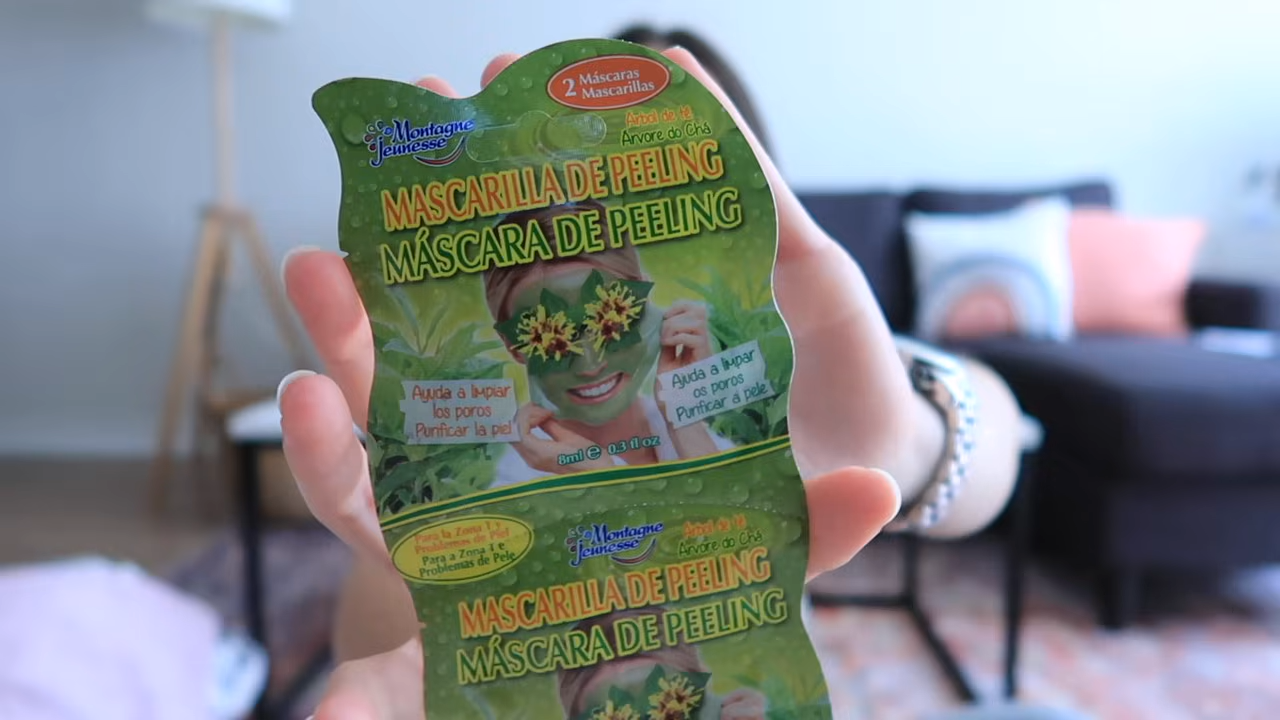 2 Máscaras
Mascarillas
Montagne
Jeunesse
Árbol de té
Árvore do Chá
MASCARILLA DE PEELING
MÁSCARA DE PEELING
Ayuda a limpiar
los poros
Purificar la piel
Ajuda a limpar
os poros
Purificar a pele
8ml e 0.3 fl oz
Para la Zona T y
Problemas de Piel
Para a Zona T e
Problemas de Pele
Montagne
Jeunesse
Árbol de té
Árvore do Chá
MASCARILLA DE PEELING
MÁSCARA DE PEELING